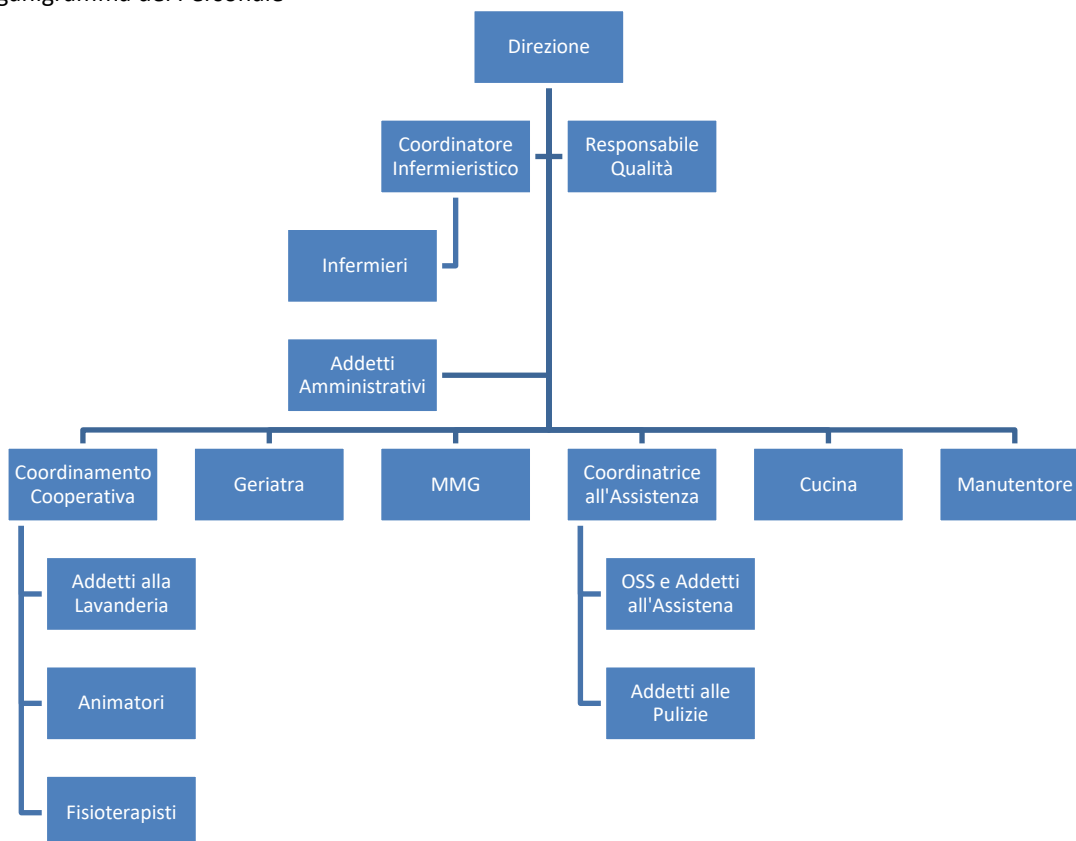 Direzione
Coordinatore
Infermieristico
Responsabile
Qualità
Infermieri
Addetti
Amministrativi
Coordinamento
Cooperativa
Geriatra
MMG
Coordinatrice
all'Assistenza
Cucina
Manutentore
Addetti alla
Lavanderia
OSS e Addetti
all'Assistena
Animatori
Addetti alle
Pulizie
Fisioterapisti